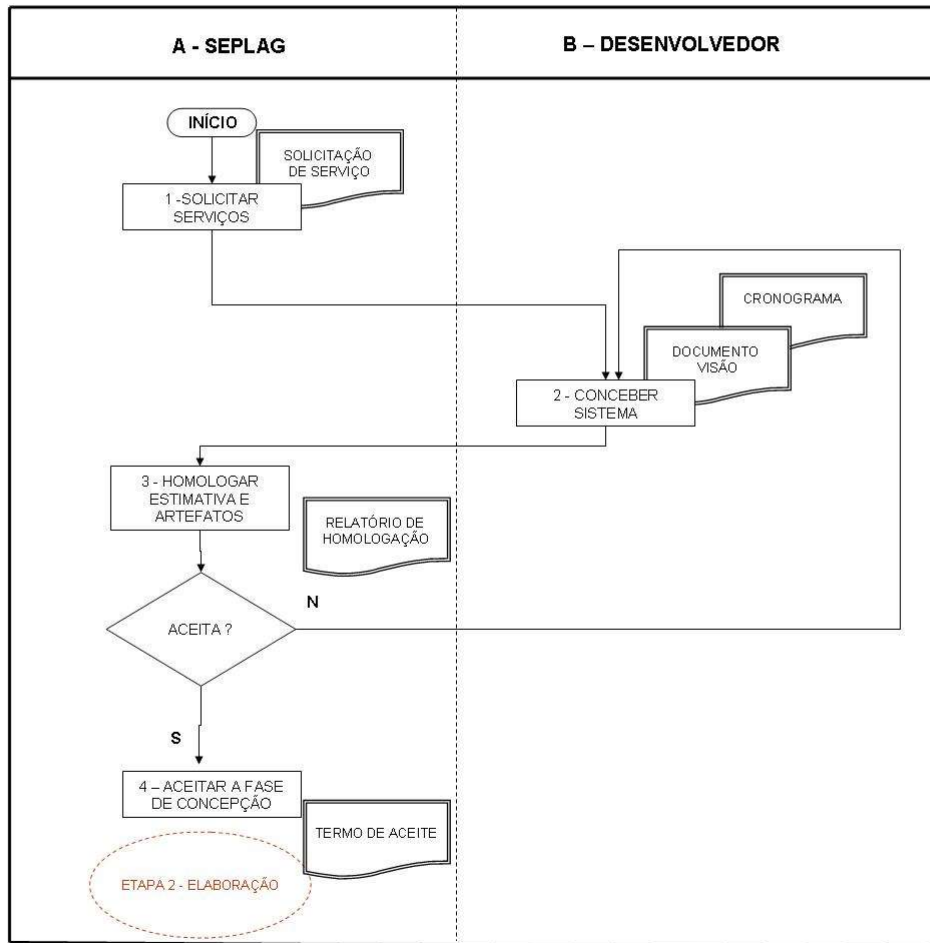 A - SEPLAG
B – DESENVOLVEDOR
INÍCIO
SOLICITAÇÃO
DE SERVIÇO
1 -SOLICITAR
SERVIÇOS
CRONOGRAMA
DOCUMENTO
VISÃO
2 - CONCEBER
SISTEMA
3 - HOMOLOGAR
ESTIMATIVA E
ARTEFATOS
RELATÓRIO DE
HOMOLOGAÇÃO
N
ACEITA ?
S
4 – ACEITAR A FASE
DE CONCEPÇÃO
TERMO DE ACEITE
ETAPA 2 - ELABORAÇÃO